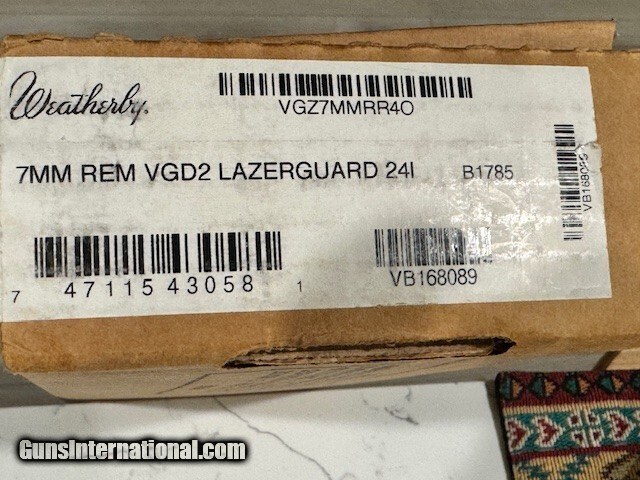 Weatherby®
VGZ7MMRR4O
7MM REM VGD2 LAZERGUARD 24I B1785
VB168089
7 47115 43058 1
VB168089
GunsInternational.com